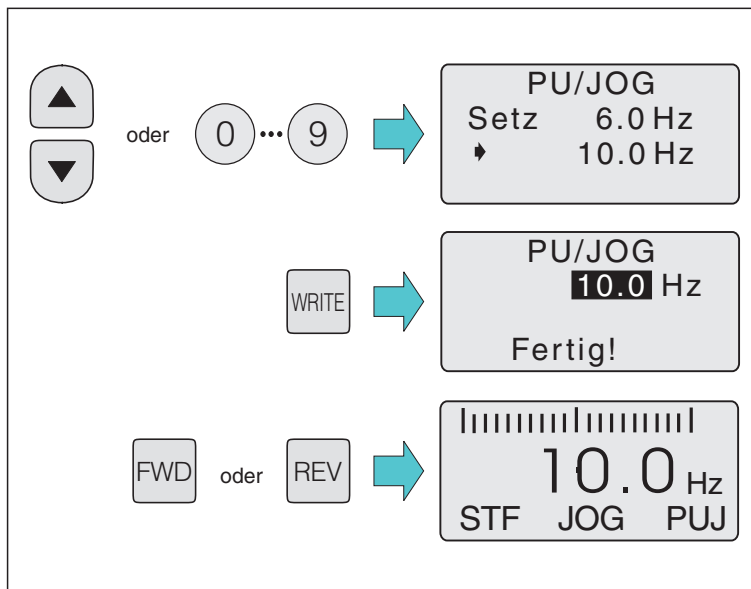 PU/JOG
oder 0 ••• 9 Setz 6.0 Hz
➧ 10.0 Hz
PU/JOG
WRITE 10.0 Hz
Fertig!
FWD oder REV 10.0 Hz
STF JOG PUJ